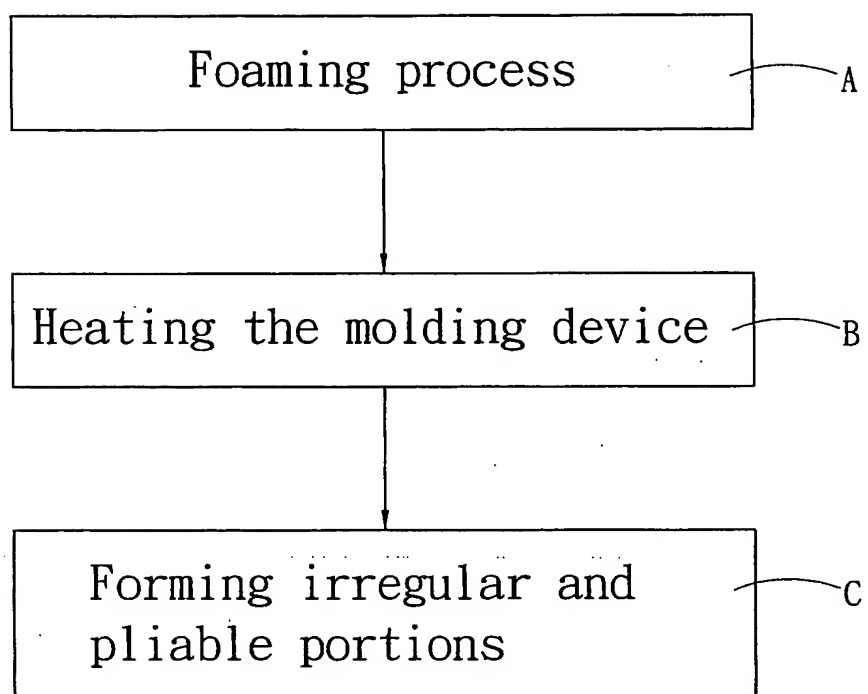 Foaming process
A
Heating the molding device
B
Forming irregular and
pliable portions
C